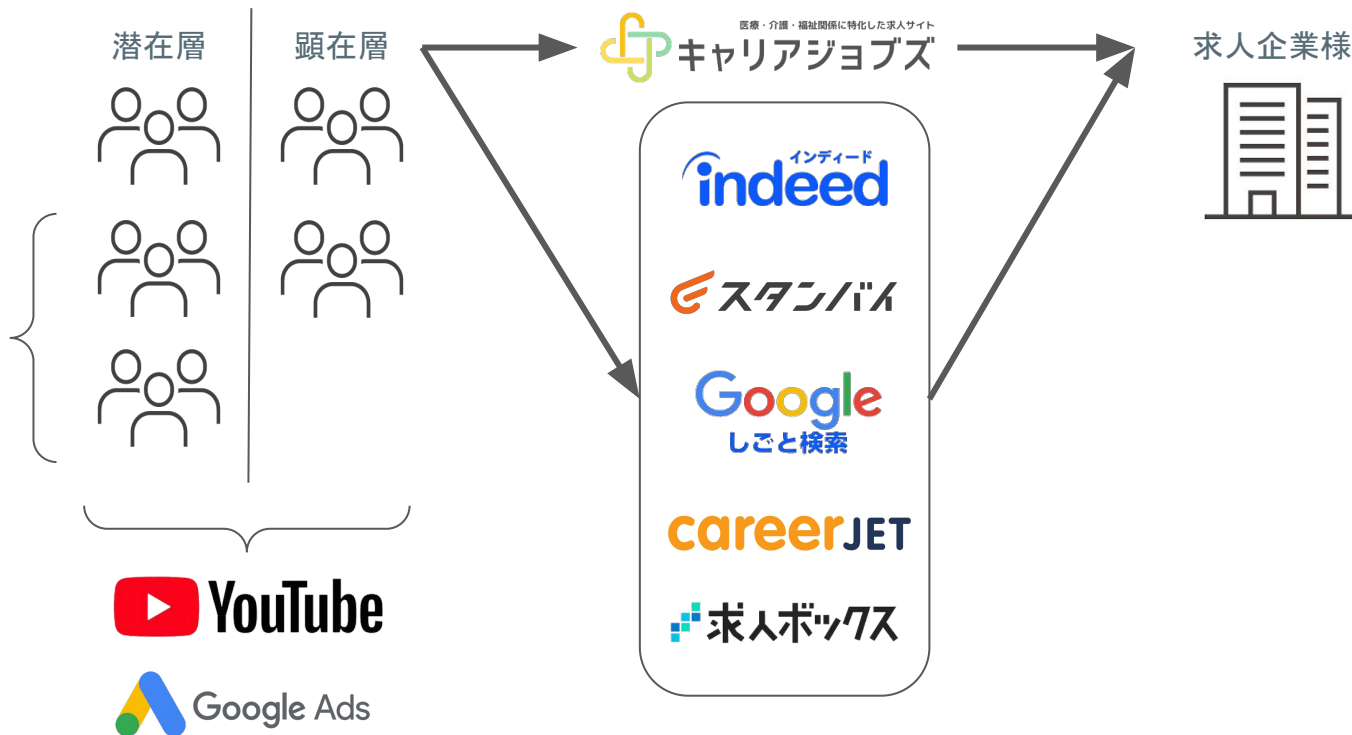 潜在層
顕在層
医療・介護・福祉関係に特化した求人サイト
キャリアジョブズ
求人企業様
インディード
indeed
スタンバイ
Google
しごと検索
careerJET
求人ボックス
YouTube
Google Ads